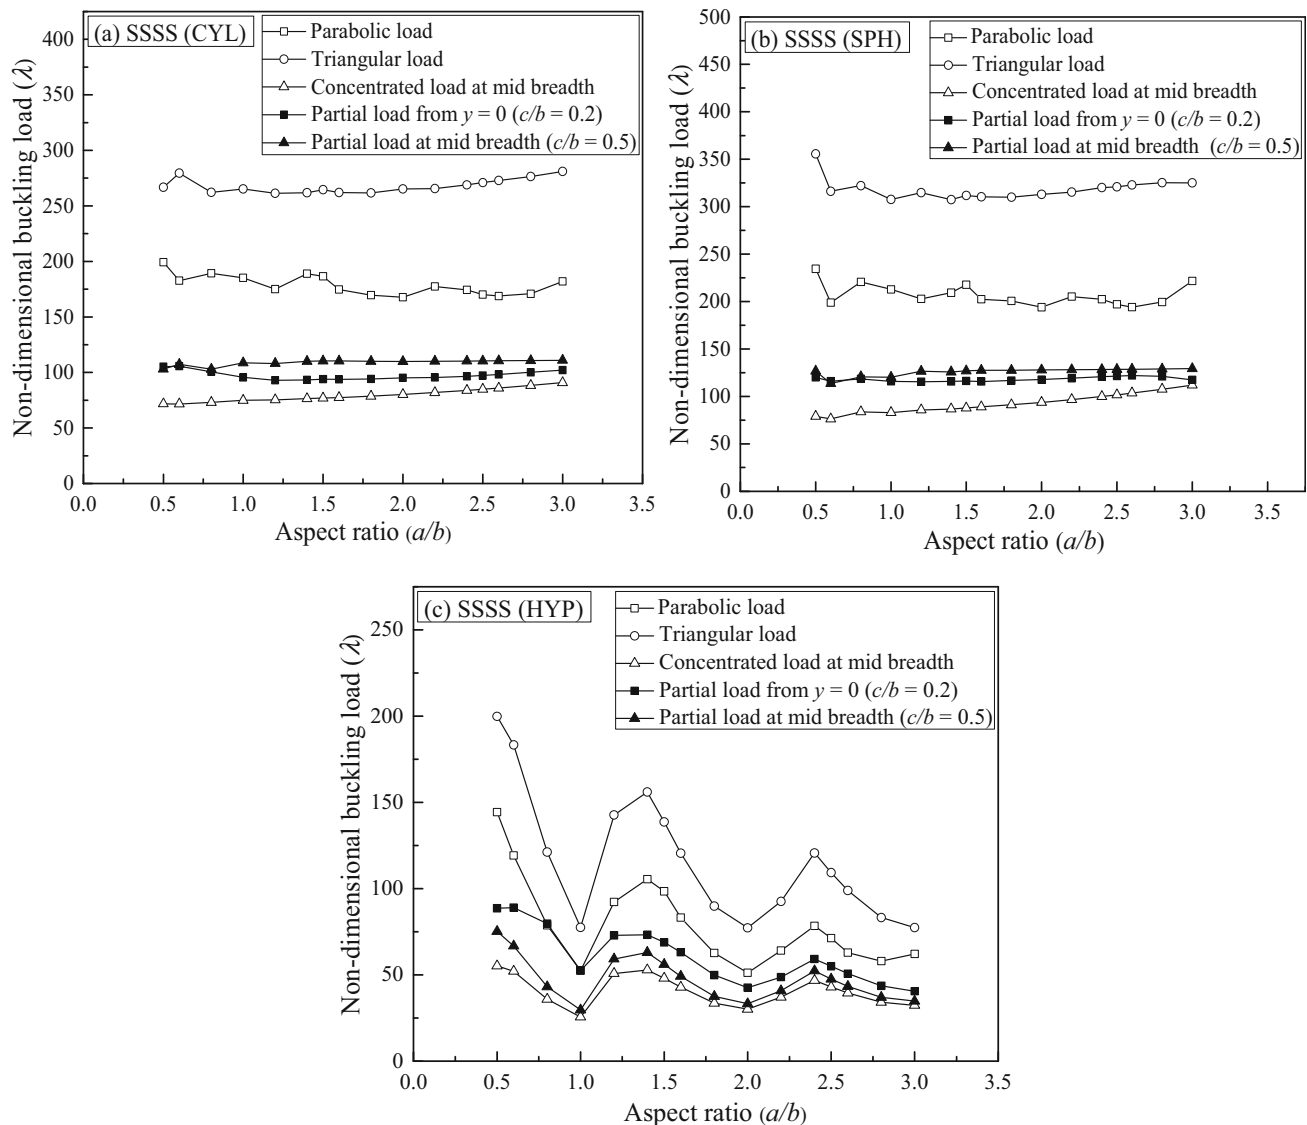 (a) SSSS (CYL)
Parabolic load
Triangular load
Concentrated load at mid breadth
Partial load from y = 0 (c/b = 0.2)
Partial load at mid breadth (c/b = 0.5)
Non-dimensional buckling load (λ)
400
350
300
250
200
150
100
50
0
0.0 0.5 1.0 1.5 2.0 2.5 3.0 3.5
Aspect ratio (a/b)
(b) SSSS (SPH)
Parabolic load
Triangular load
Concentrated load at mid breadth
Partial load from y = 0 (c/b = 0.2)
Partial load at mid breadth (c/b = 0.5)
Non-dimensional buckling load (λ)
500
450
400
350
300
250
200
150
100
50
0
0.0 0.5 1.0 1.5 2.0 2.5 3.0 3.5
Aspect ratio (a/b)
(c) SSSS (HYP)
Parabolic load
Triangular load
Concentrated load at mid breadth
Partial load from y = 0 (c/b = 0.2)
Partial load at mid breadth (c/b = 0.5)
Non-dimensional buckling load (λ)
250
200
150
100
50
0
0.0 0.5 1.0 1.5 2.0 2.5 3.0 3.5
Aspect ratio (a/b)